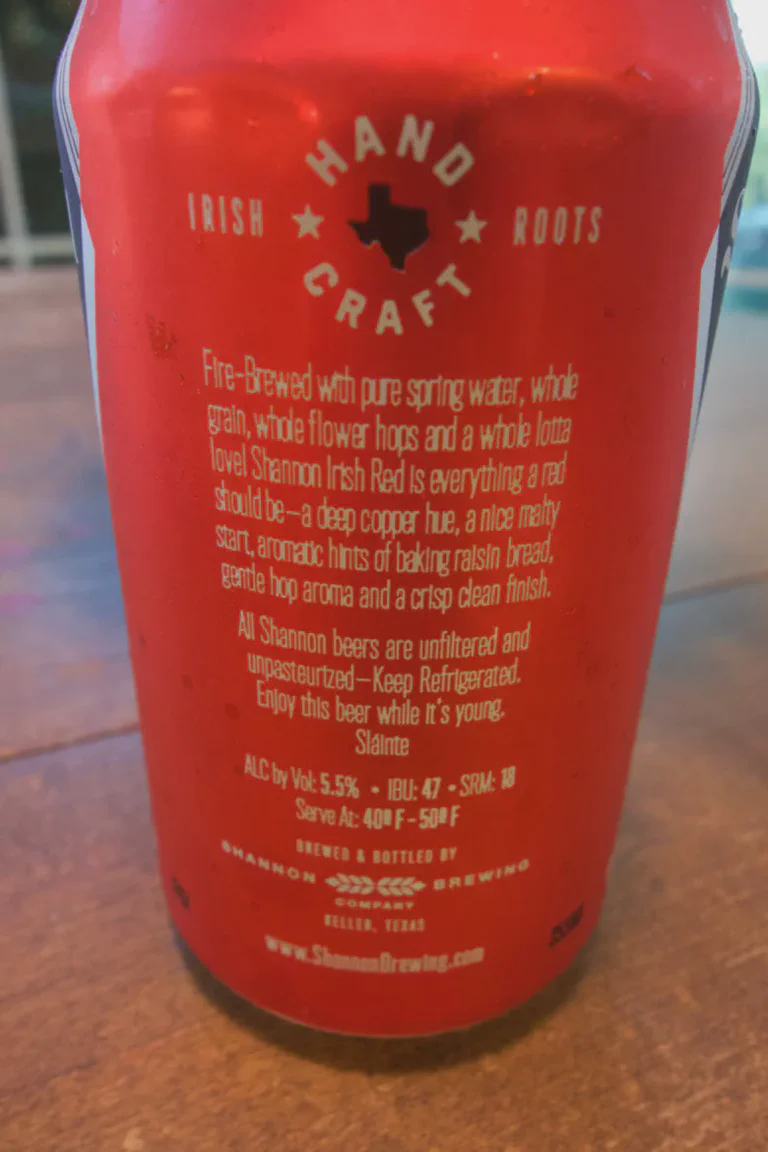 HAND
IRISH ROOTS
CRAFT
Fire-Brewed with pure spring water, whole
grain, whole flower hops and a whole lotta
love! Shannon Irish Red is everything a red
should be—a deep copper hue, a nice malty
start, aromatic hints of baking raisin bread,
gentle hop aroma and a crisp clean finish.
All Shannon beers are unfiltered and
unpasteurized—Keep Refrigerated.
Enjoy this beer while it's young.
Sláinte
ALC by Vol: 5.5% • IBU: 47 • SRM: 18
Serve At: 40º F - 50º F
BREWED & BOTTLED BY
SHANNON BREWING
COMPANY
KELLER, TEXAS
www.ShannonBrewing.com